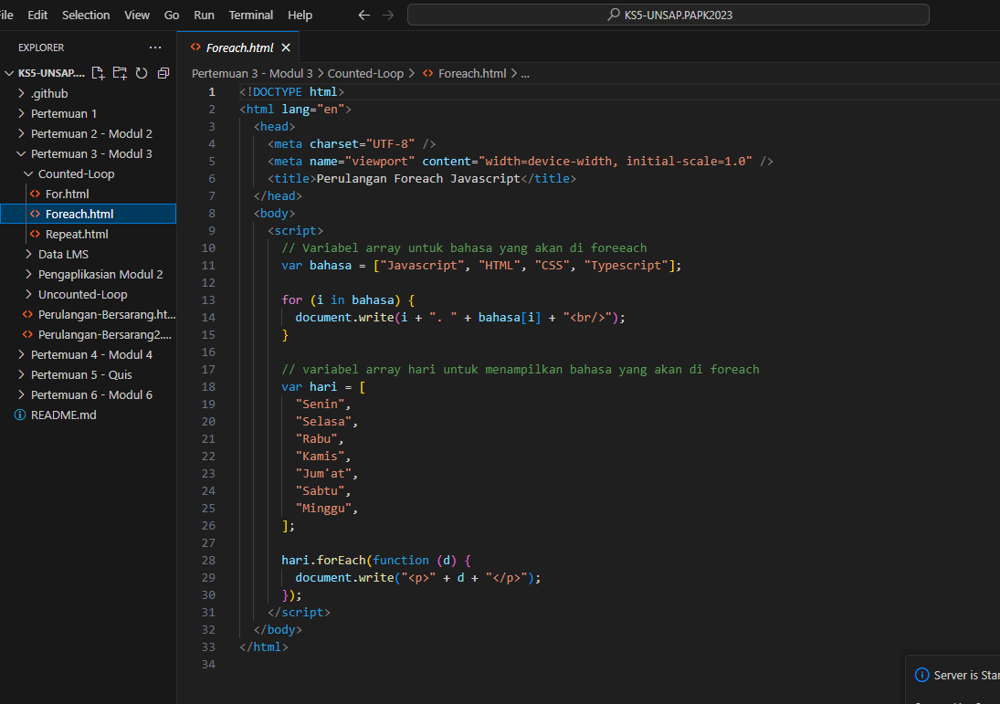 File Edit Selection View Go Run Terminal Help KS5-UNSAP.PAPK2023
EXPLORER ...
KS5-UNSAP....
.github
Pertemuan 1
Pertemuan 2 - Modul 2
Pertemuan 3 - Modul 3
Counted-Loop
For.html
Foreach.html
Repeat.html
Data LMS
Pengaplikasian Modul 2
Uncounted-Loop
Perulangan-Bersarang.ht...
Perulangan-Bersarang2....
Pertemuan 4 - Modul 4
Pertemuan 5 - Quis
Pertemuan 6 - Modul 6
README.md
Foreach.html
Pertemuan 3 - Modul 3 > Counted-Loop > Foreach.html > ...
1 <!DOCTYPE html>
2 <html lang="en">
3 <head>
4 <meta charset="UTF-8" />
5 <meta name="viewport" content="width=device-width, initial-scale=1.0" />
6 <title>Perulangan Foreach Javascript</title>
7 </head>
8 <body>
9 <script>
10 // Variabel array untuk bahasa yang akan di foreeach
11 var bahasa = ["Javascript", "HTML", "CSS", "Typescript"];
12
13 for (i in bahasa) {
14 document.write(i + ". " + bahasa[i] + "<br/>");
15 }
16
17 // variabel array hari untuk menampilkan bahasa yang akan di foreach
18 var hari = [
19 "Senin",
20 "Selasa",
21 "Rabu",
22 "Kamis",
23 "Jum'at",
24 "Sabtu",
25 "Minggu",
26 ];
27
28 hari.forEach(function (d) {
29 document.write("<p>" + d + "</p>");
30 });
31 </script>
32 </body>
33 </html>
34
Server is Star